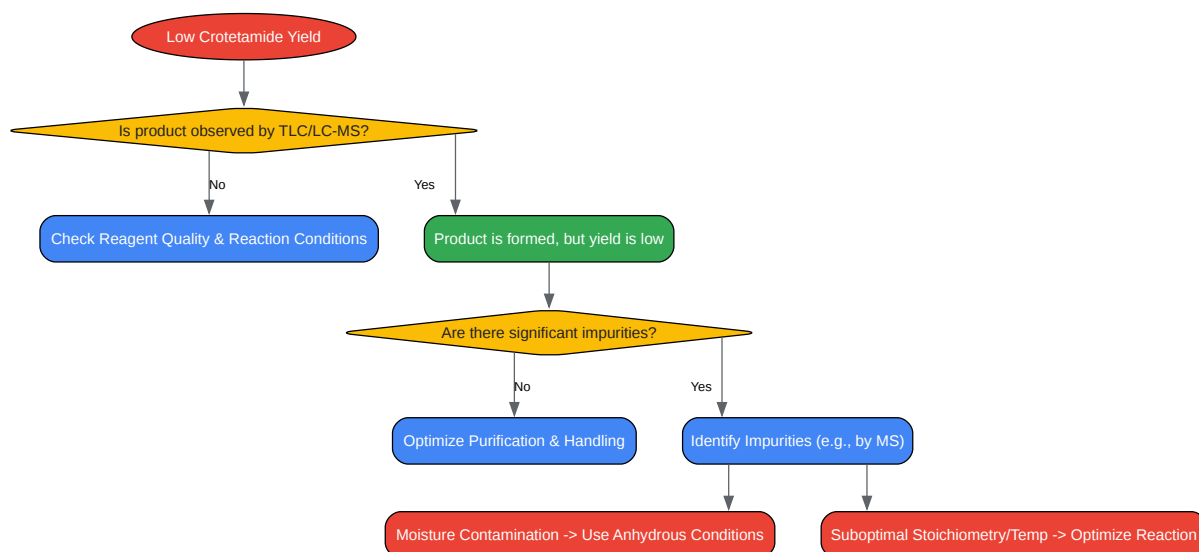 Low Crotetamide Yield
Is product observed by TLC/LC-MS?
No
Yes
Check Reagent Quality & Reaction Conditions
Product is formed, but yield is low
Are there significant impurities?
No
Yes
Optimize Purification & Handling
Identify Impurities (e.g., by MS)
Moisture Contamination -> Use Anhydrous Conditions
Suboptimal Stoichiometry/Temp -> Optimize Reaction